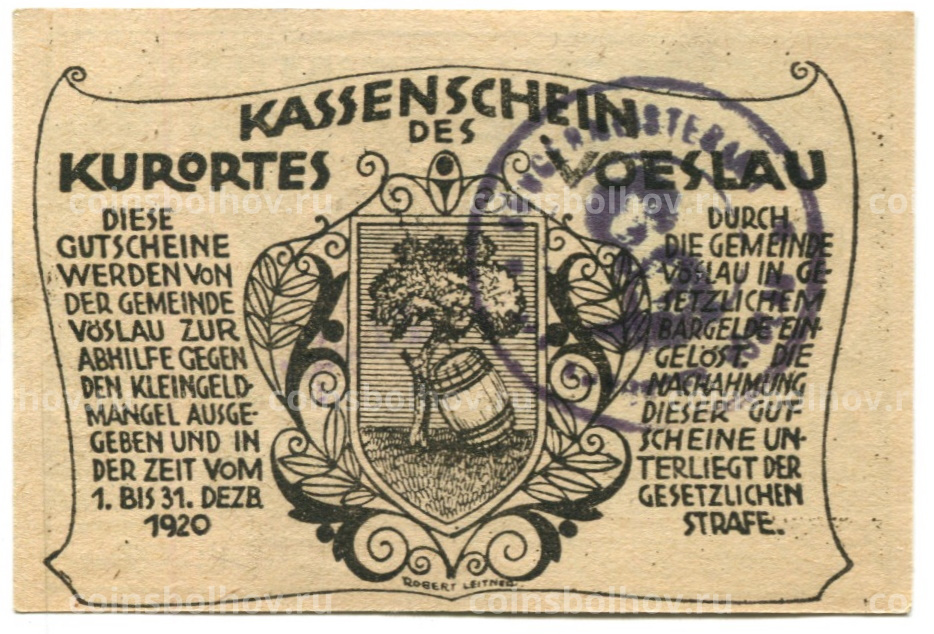 KASSENSCHEIN
DES
KURORTES VOESLAU
DIESE
GUTSCHEINE
WERDEN VON
DER GEMEINDE
VÖSLAU ZUR
ABHILFE GEGEN
DEN KLEINGELD-
MANGEL AUSGE-
GEBEN UND IN
DER ZEIT VOM
1. BIS 31. DEZB.
1920
DURCH
DIE GEMEINDE
VÖSLAU IN GE-
SETZLICHEM
BARGELDE EIN-
GELÖST. DIE
NACHAHMUNG
DIESER GUT-
SCHEINE UN-
TERLIEGT DER
GESETZLICHEN
STRAFE.
ROBERT LEITNER
coinsbolhov.ru